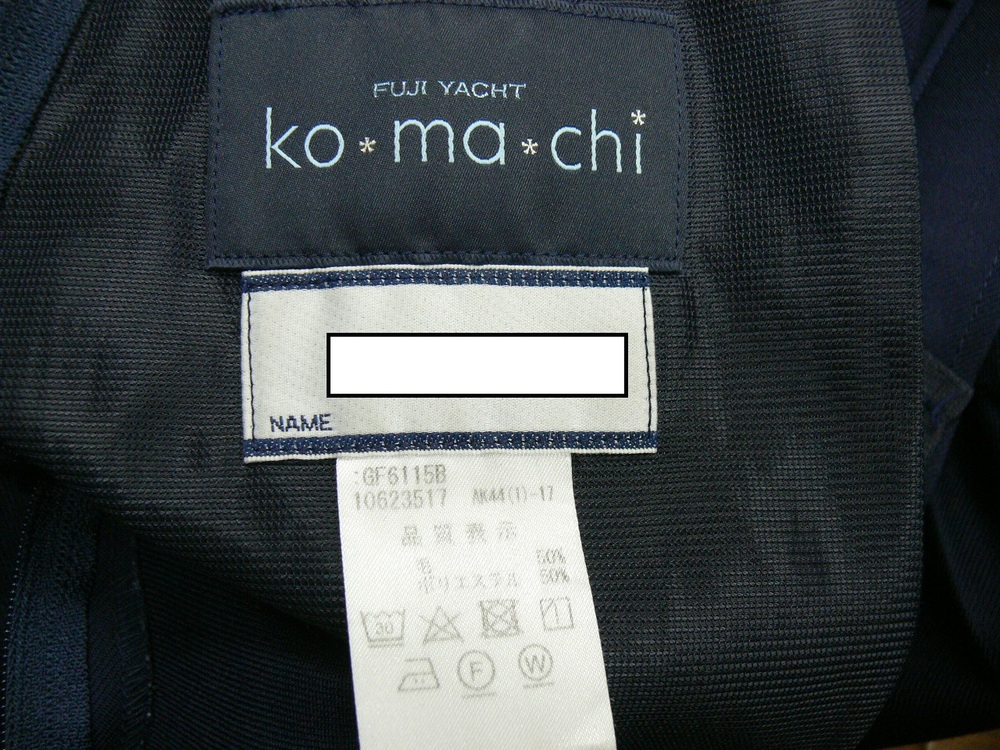 FUJI YACHT
ko*ma*chi
NAME
:GF6115B
10623517 AK44(1)-17
品質表示
毛 50%
ポリエステル 50%
30
F W